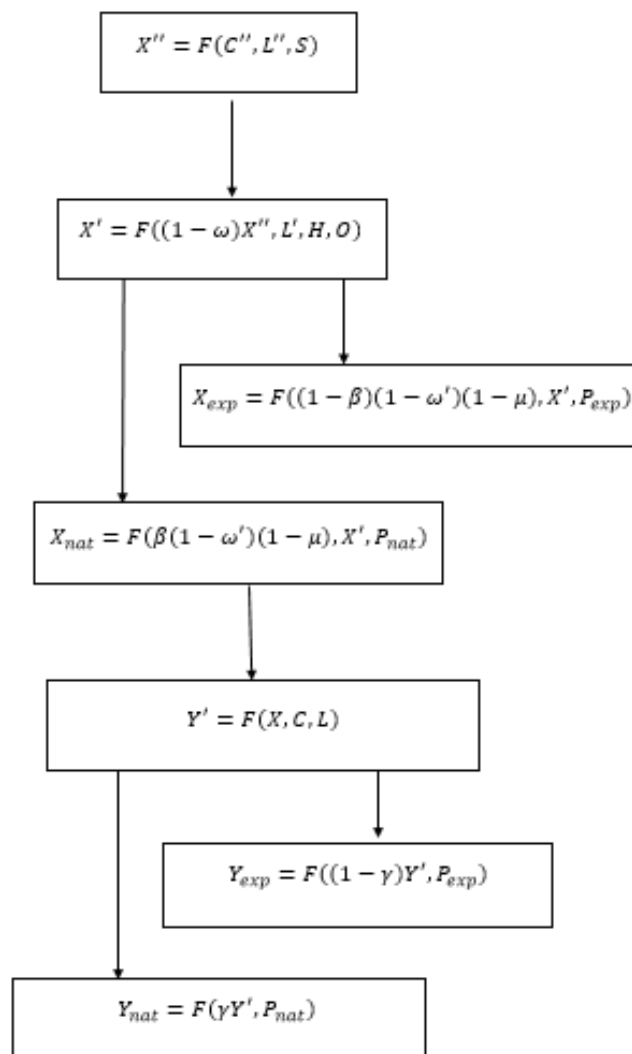 X'' = F(C'', L'', S)
X' = F((1 − ω)X'', L', H, O)
X_exp = F((1 − β)(1 − ω')(1 − μ), X', P_exp)
X_nat = F(β(1 − ω')(1 − μ), X', P_nat)
Y' = F(X, C, L)
Y_exp = F((1 − γ)Y', P_exp)
Y_nat = F(γY', P_nat)